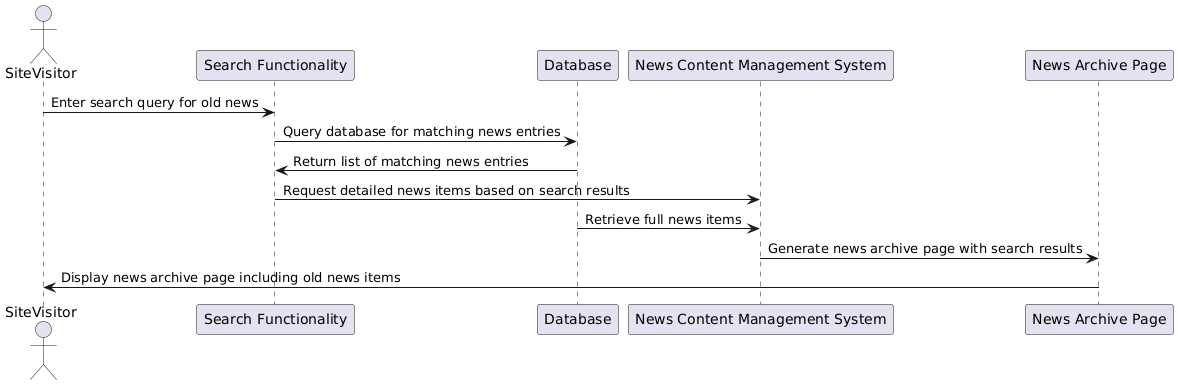 SiteVisitor
Search Functionality
Database
News Content Management System
News Archive Page
Enter search query for old news
Query database for matching news entries
Return list of matching news entries
Request detailed news items based on search results
Retrieve full news items
Generate news archive page with search results
Display news archive page including old news items
SiteVisitor
Search Functionality
Database
News Content Management System
News Archive Page